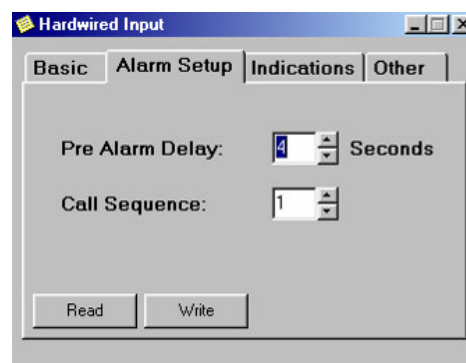 Hardwired Input
Basic Alarm Setup Indications Other
Pre Alarm Delay: 4 Seconds
Call Sequence: 1
Read Write